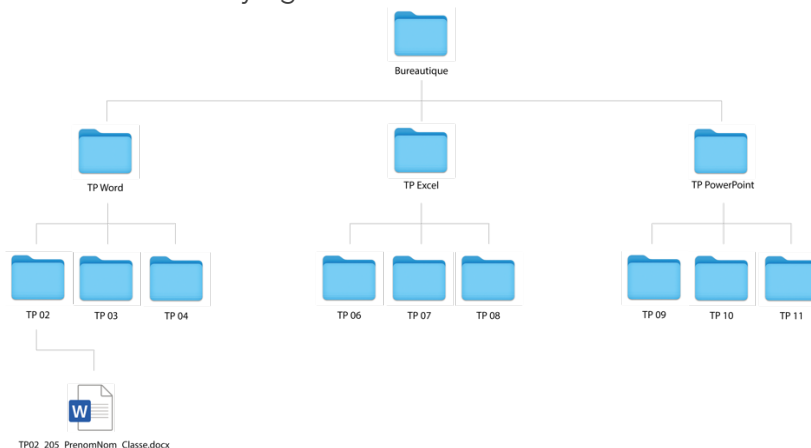 Bureautique
TP Word
TP Excel
TP PowerPoint
TP 02
TP 03
TP 04
TP 06
TP 07
TP 08
TP 09
TP 10
TP 11
W
TP02_205_PrenomNom_Classe.docx